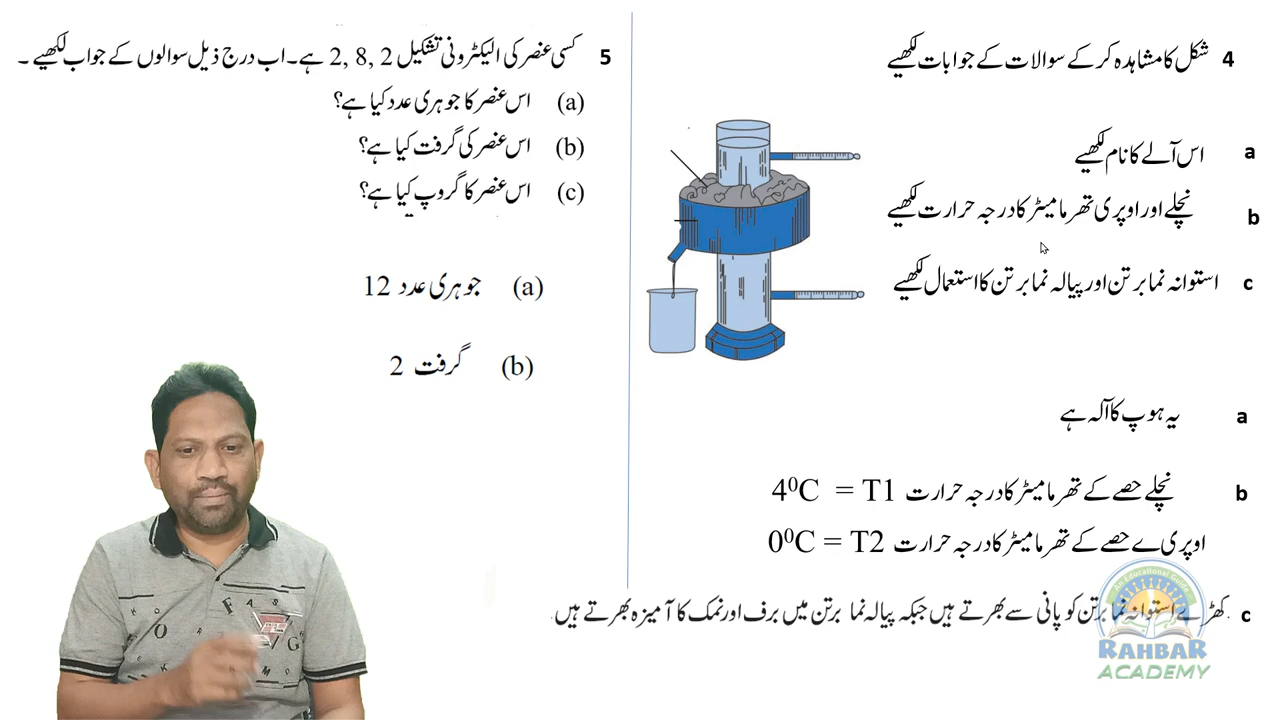 4 شکل کا مشاہدہ کر کے سوالات کے جوابات لکھیے
a اس آلے کا نام لکھیے
b نچلے اور اوپری تھرمامیٹر کا درجہ حرارت لکھیے
c استوانہ نما برتن اور پیالہ نما برتن کا استعمال لکھیے
a یہ ہوپ کا آلہ ہے
b نچلے حصے کے تھرمامیٹر کا درجہ حرارت 4⁰C = T1
اوپری ے حصے کے تھرمامیٹر کا درجہ حرارت 0⁰C = T2
c کھڑے استوانہ نما برتن کو پانی سے بھرتے ہیں جبکہ پیالہ نما برتن میں برف اور نمک کا آمیزہ بھرتے ہیں.
5 کسی عنصر کی الیکٹرونی تشکیل 2, 8, 2 ہے۔ اب درج ذیل سوالوں کے جواب لکھیے۔
(a) اس عنصر کا جوہری عدد کیا ہے؟
(b) اس عنصر کی گرفت کیا ہے؟
(c) اس عنصر کا گروپ کیا ہے؟
(a) جوہری عدد 12
(b) گرفت 2
An Educational Guide
RAHBAR
ACADEMY